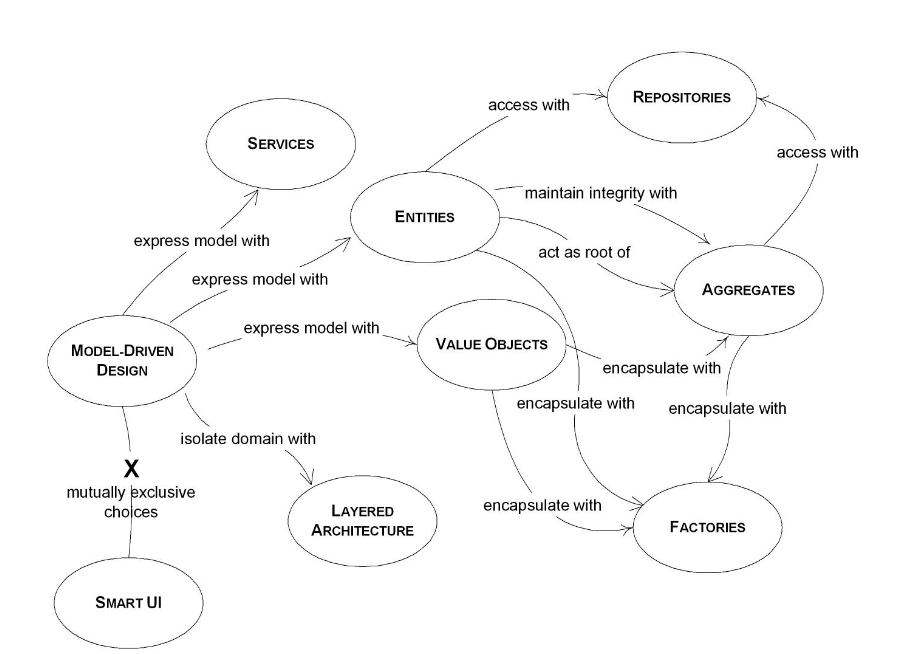 REPOSITORIES
access with
SERVICES
access with
maintain integrity with
ENTITIES
express model with
act as root of
express model with
AGGREGATES
express model with
VALUE OBJECTS
MODEL-DRIVEN
DESIGN
encapsulate with
encapsulate with
encapsulate with
isolate domain with
X
mutually exclusive
choices
encapsulate with
LAYERED
ARCHITECTURE
FACTORIES
SMART UI